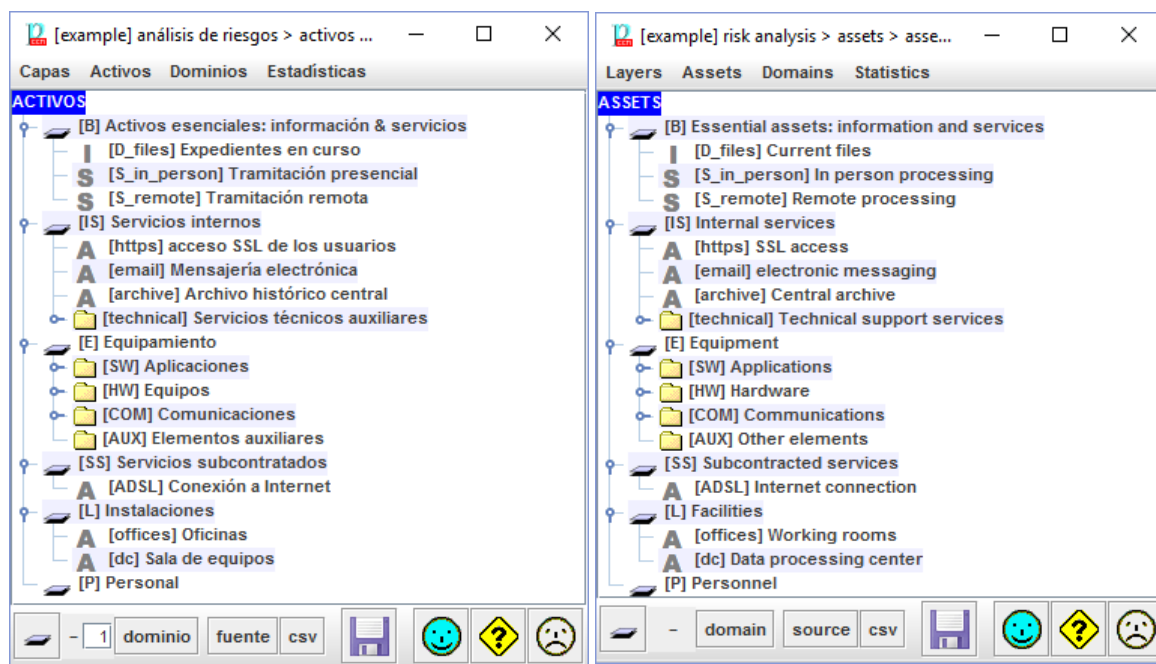 [example] análisis de riesgos > activos ...
Capas Activos Dominios Estadísticas
ACTIVOS
[B] Activos esenciales: información & servicios
I [D_files] Expedientes en curso
S [S_in_person] Tramitación presencial
S [S_remote] Tramitación remota
[IS] Servicios internos
A [https] acceso SSL de los usuarios
A [email] Mensajería electrónica
A [archive] Archivo histórico central
[technical] Servicios técnicos auxiliares
[E] Equipamiento
[SW] Aplicaciones
[HW] Equipos
[COM] Comunicaciones
[AUX] Elementos auxiliares
[SS] Servicios subcontratados
A [ADSL] Conexión a Internet
[L] Instalaciones
A [offices] Oficinas
A [dc] Sala de equipos
[P] Personal
- 1 dominio fuente csv
[example] risk analysis > assets > asse...
Layers Assets Domains Statistics
ASSETS
[B] Essential assets: information and services
I [D_files] Current files
S [S_in_person] In person processing
S [S_remote] Remote processing
[IS] Internal services
A [https] SSL access
A [email] electronic messaging
A [archive] Central archive
[technical] Technical support services
[E] Equipment
[SW] Applications
[HW] Hardware
[COM] Communications
[AUX] Other elements
[SS] Subcontracted services
A [ADSL] Internet connection
[L] Facilities
A [offices] Working rooms
A [dc] Data processing center
[P] Personnel
- domain source csv